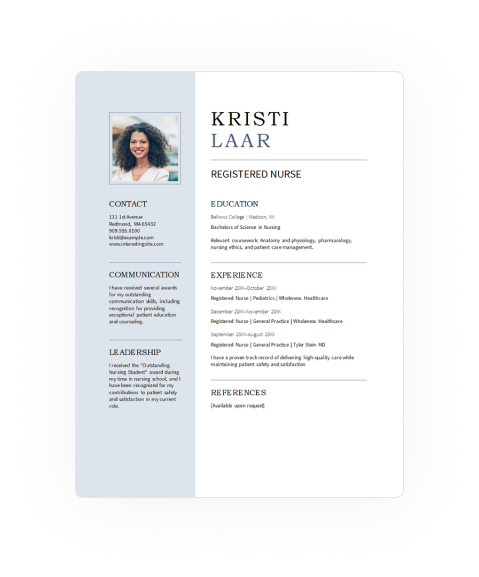 KRISTI
LAAR
REGISTERED NURSE
CONTACT
111 1st Avenue
Redmond, WA 65432
909.555.0100
kristi@example.com
www.interestingsite.com
COMMUNICATION
I have received several awards
for my outstanding
communication skills, including
recognition for providing
exceptional patient education
and counseling.
LEADERSHIP
I received the "Outstanding
Nursing Student" award during
my time in nursing school, and I
have been recognized for my
contributions to patient safety
and satisfaction in my current
role.
EDUCATION
Bellows College | Madison, WI
Bachelors of Science in Nursing
Relevant coursework: Anatomy and physiology, pharmacology,
nursing ethics, and patient care management.
EXPERIENCE
November 20XX–October 20XX
Registered Nurse | Pediatrics | Wholeness Healthcare
December 20XX–November 20XX
Registered Nurse | General Practice | Wholeness Healthcare
September 20XX–August 20XX
Registered Nurse | General Practice | Tyler Stein MD
I have a proven track record of delivering high-quality care while
maintaining patient safety and satisfaction
REFERENCES
[Available upon request]